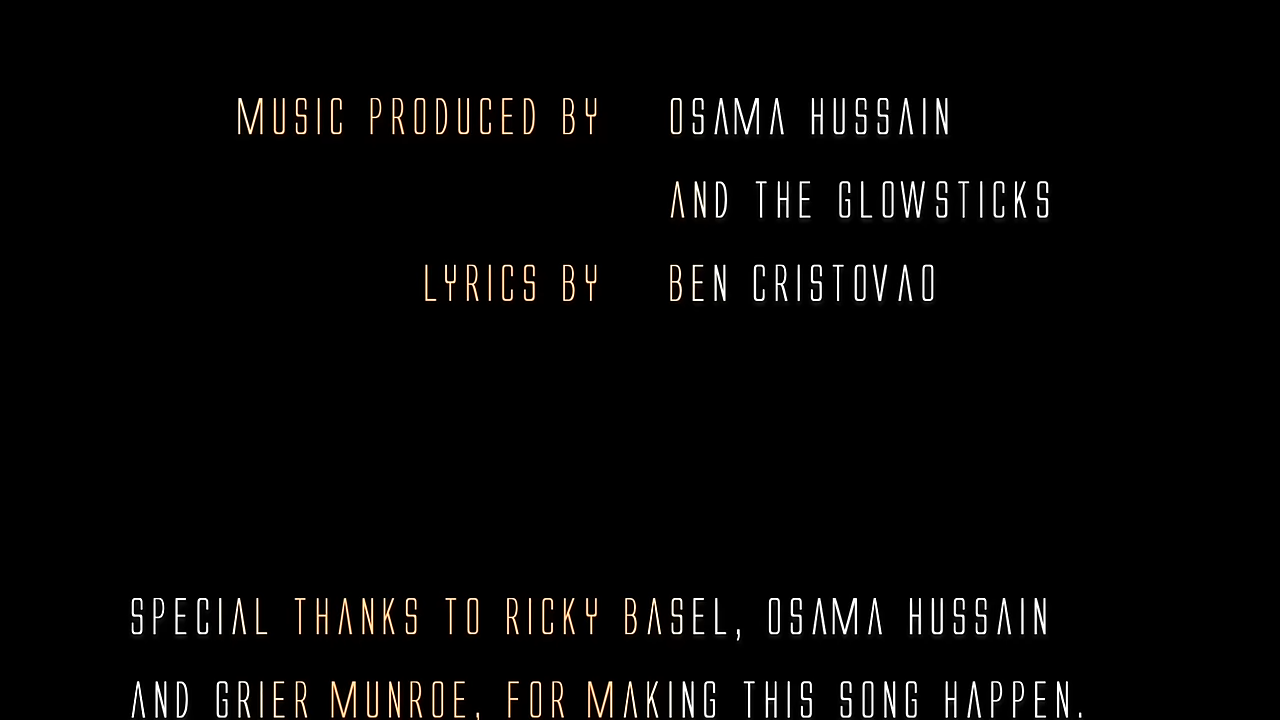 MUSIC PRODUCED BY OSAMA HUSSAIN
AND THE GLOWSTICKS
LYRICS BY BEN CRISTOVAO
SPECIAL THANKS TO RICKY BASEL, OSAMA HUSSAIN
AND GRIER MUNROE, FOR MAKING THIS SONG HAPPEN.